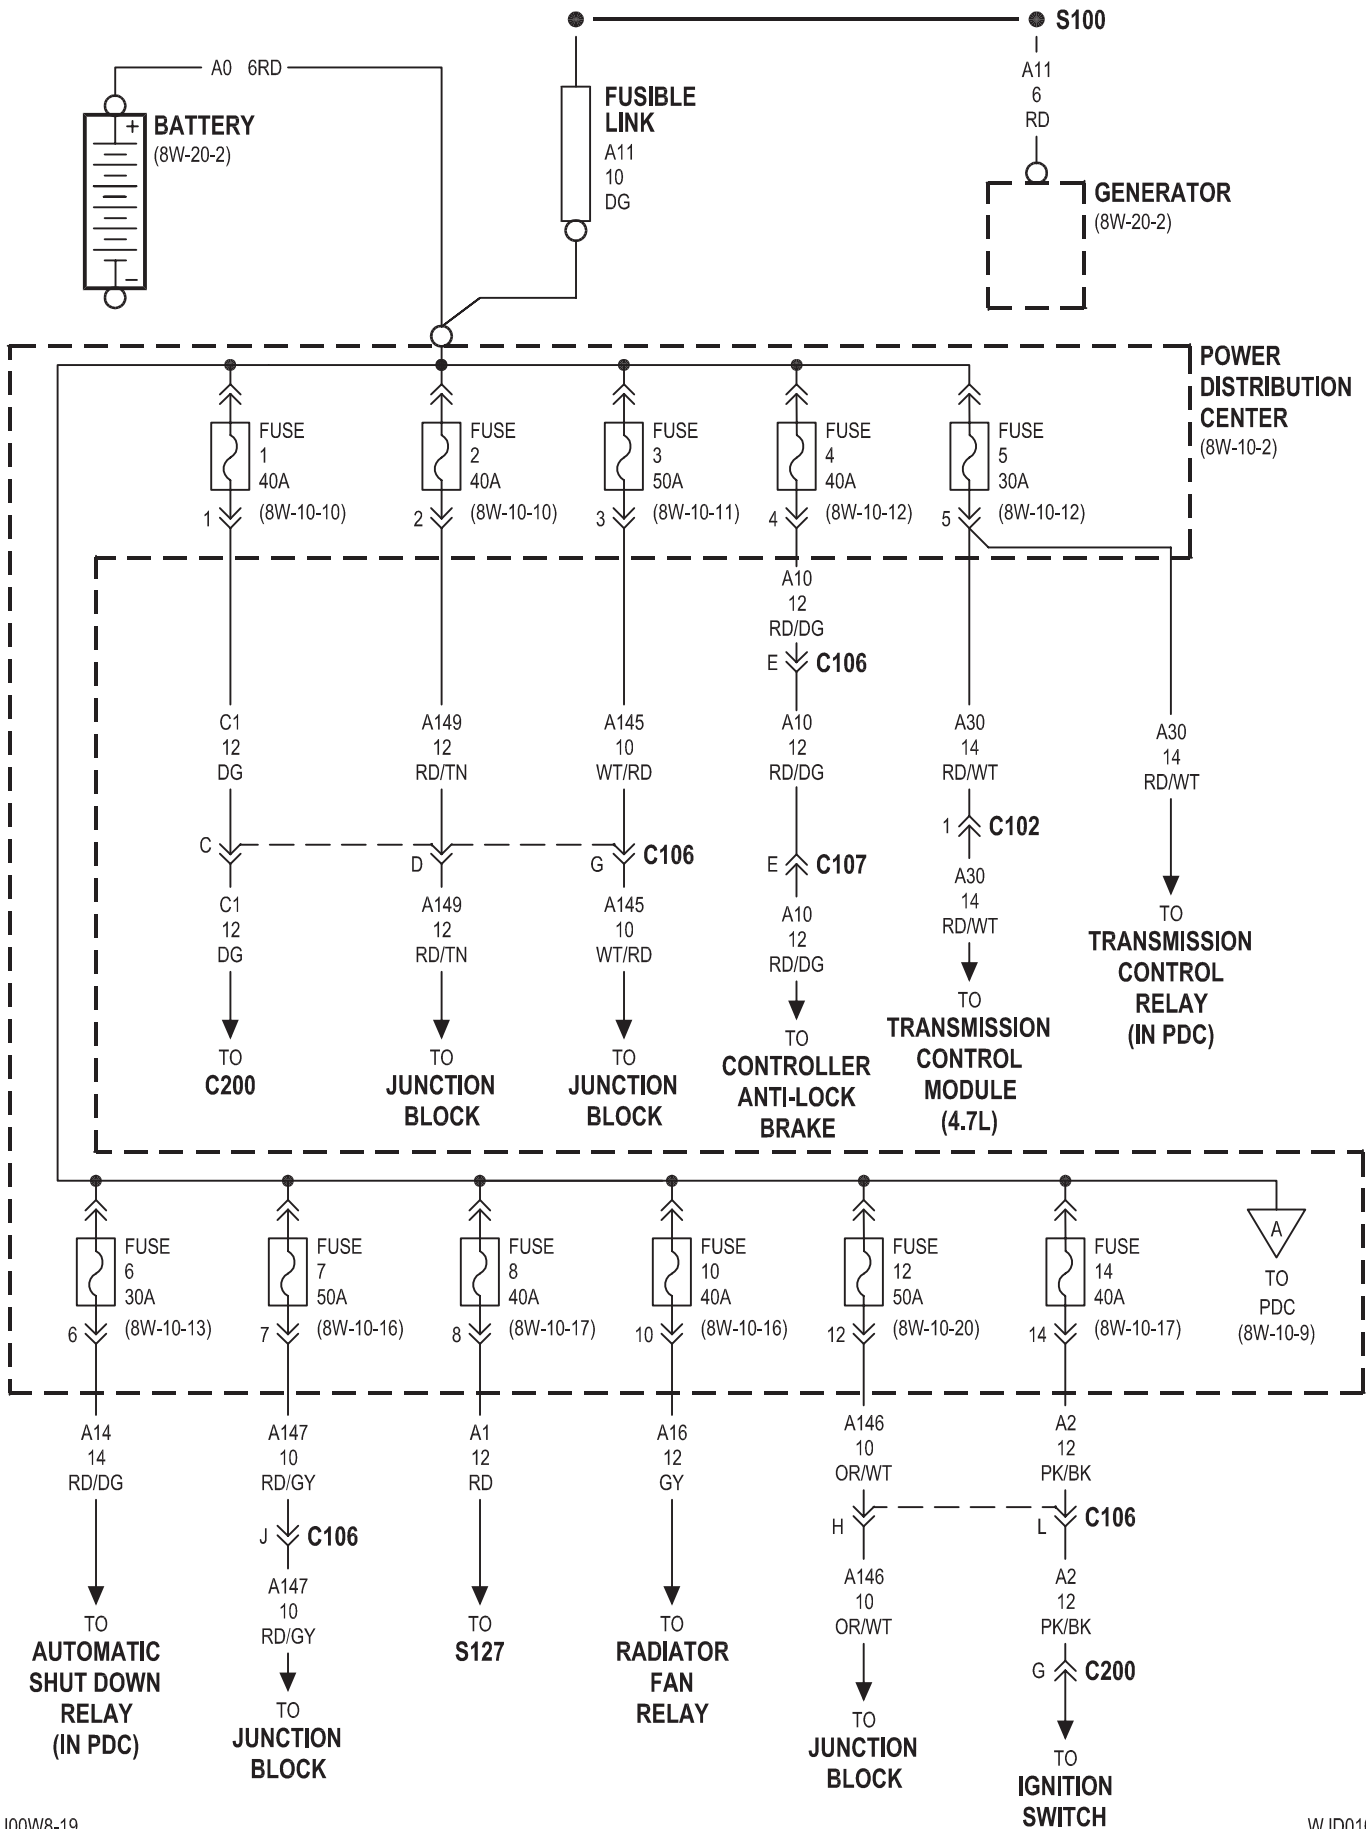 S100
A0 6RD
A11
6
RD
FUSIBLE
LINK
A11
10
DG
+
BATTERY
(8W-20-2)
-
GENERATOR
(8W-20-2)
POWER
DISTRIBUTION
CENTER
(8W-10-2)
FUSE
1
40A
(8W-10-10)
1
FUSE
2
40A
(8W-10-10)
2
FUSE
3
50A
(8W-10-11)
3
FUSE
4
40A
(8W-10-12)
4
FUSE
5
30A
(8W-10-12)
5
A10
12
RD/DG
E
C106
C1
12
DG
A149
12
RD/TN
A145
10
WT/RD
A10
12
RD/DG
A30
14
RD/WT
A30
14
RD/WT
C
D
G
C106
E
C107
1
C102
C1
12
DG
A149
12
RD/TN
A145
10
WT/RD
A10
12
RD/DG
A30
14
RD/WT
TO
C200
TO
JUNCTION
BLOCK
TO
JUNCTION
BLOCK
TO
CONTROLLER
ANTI-LOCK
BRAKE
TO
TRANSMISSION
CONTROL
MODULE
(4.7L)
TO
TRANSMISSION
CONTROL
RELAY
(IN PDC)
FUSE
6
30A
(8W-10-13)
6
FUSE
7
50A
(8W-10-16)
7
FUSE
8
40A
(8W-10-17)
8
FUSE
10
40A
(8W-10-16)
10
FUSE
12
50A
(8W-10-20)
12
FUSE
14
40A
(8W-10-17)
14
A
TO
PDC
(8W-10-9)
A14
14
RD/DG
A147
10
RD/GY
A1
12
RD
A16
12
GY
A146
10
OR/WT
A2
12
PK/BK
J
C106
H
L
C106
A147
10
RD/GY
A146
10
OR/WT
A2
12
PK/BK
G
C200
TO
AUTOMATIC
SHUT DOWN
RELAY
(IN PDC)
TO
JUNCTION
BLOCK
TO
S127
TO
RADIATOR
FAN
RELAY
TO
JUNCTION
BLOCK
TO
IGNITION
SWITCH